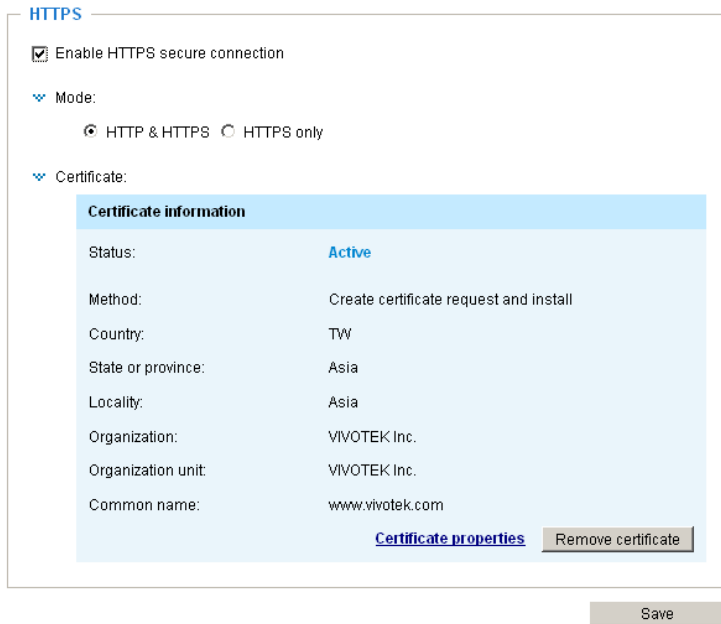 HTTPS
Enable HTTPS secure connection
Mode:
HTTP & HTTPS HTTPS only
Certificate:
Certificate information
Status: Active
Method: Create certificate request and install
Country: TW
State or province: Asia
Locality: Asia
Organization: VIVOTEK Inc.
Organization unit: VIVOTEK Inc.
Common name: www.vivotek.com
Certificate properties Remove certificate
Save